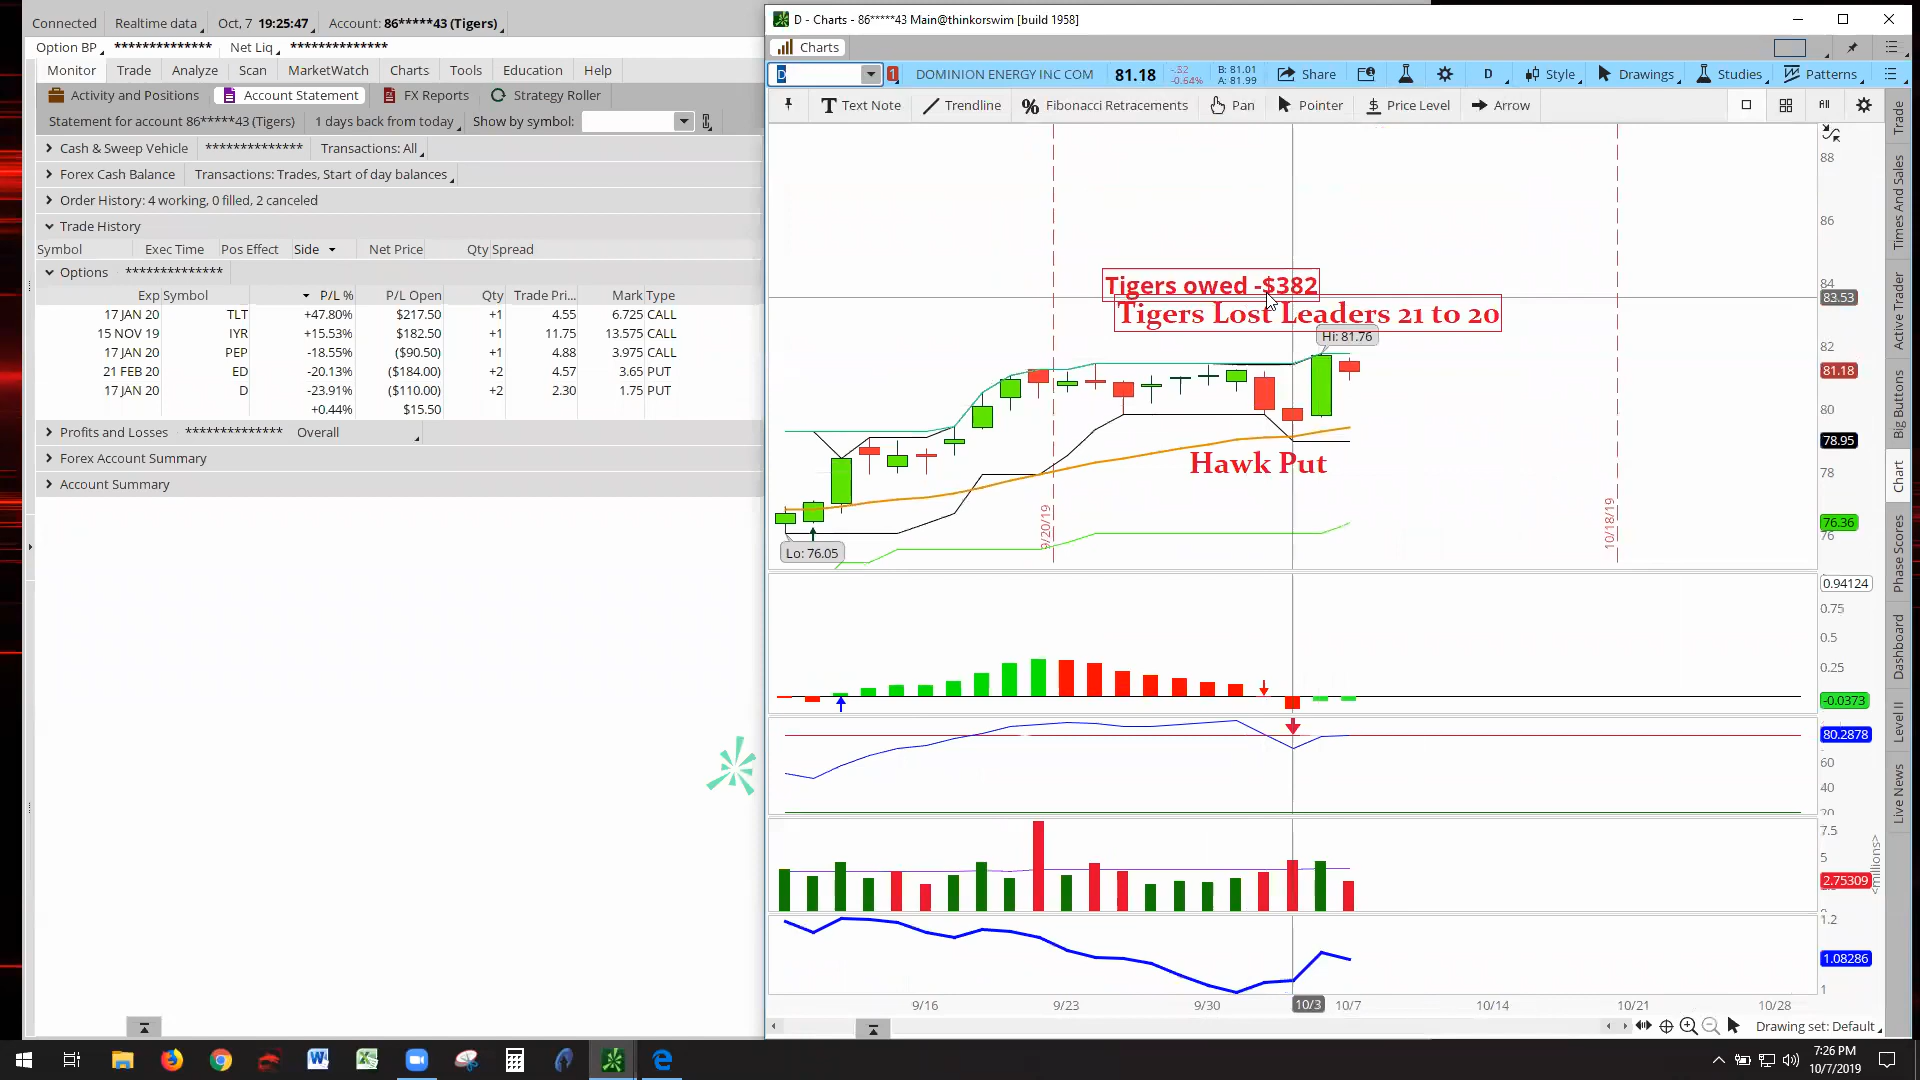 Connected Realtime data Oct, 7 19:25:47 Account: 86*****43 (Tigers)
Option BP ************** Net Liq **************
Monitor Trade Analyze Scan MarketWatch Charts Tools Education Help
Activity and Positions Account Statement FX Reports Strategy Roller
Statement for account 86*****43 (Tigers) 1 days back from today Show by symbol:
Cash & Sweep Vehicle ************** Transactions: All
Forex Cash Balance Transactions: Trades, Start of day balances
Order History: 4 working, 0 filled, 2 canceled
Trade History
Symbol Exec Time Pos Effect Side Net Price Qty Spread
Options **************
Exp Symbol P/L % P/L Open Qty Trade Pri... Mark Type
17 JAN 20 TLT +47.80% $217.50 +1 4.55 6.725 CALL
15 NOV 19 IYR +15.53% $182.50 +1 11.75 13.575 CALL
17 JAN 20 PEP -18.55% ($90.50) +1 4.88 3.975 CALL
21 FEB 20 ED -20.13% ($184.00) +2 4.57 3.65 PUT
17 JAN 20 D -23.91% ($110.00) +2 2.30 1.75 PUT
+0.44% $15.50
Profits and Losses ************** Overall
Forex Account Summary
Account Summary
D - Charts - 86*****43 Main@thinkorswim [build 1958]
Charts
D 1 DOMINION ENERGY INC COM 81.18 -.52 -0.64% B: 81.01 A: 81.99 Share D Style Drawings Studies Patterns
Text Note Trendline % Fibonacci Retracements Pan Pointer Price Level Arrow All
88
86
84
83.53
82
81.18
80
78.95
78
76.36
76
Tigers owed -$382
Tigers Lost Leaders 21 to 20
Hi: 81.76
Hawk Put
Lo: 76.05
9/20/19
10/18/19
0.94124
0.75
0.5
0.25
-0.0373
80.2878
60
40
20
7.5
5
2.75309
<millions>
1.2
1.08286
1
9/16 9/23 9/30 10/3 10/7 10/14 10/21 10/28
Drawing set: Default
Trade
Times And Sales
Active Trader
Big Buttons
Chart
Phase Scores
Dashboard
Level II
Live News
7:26 PM
10/7/2019